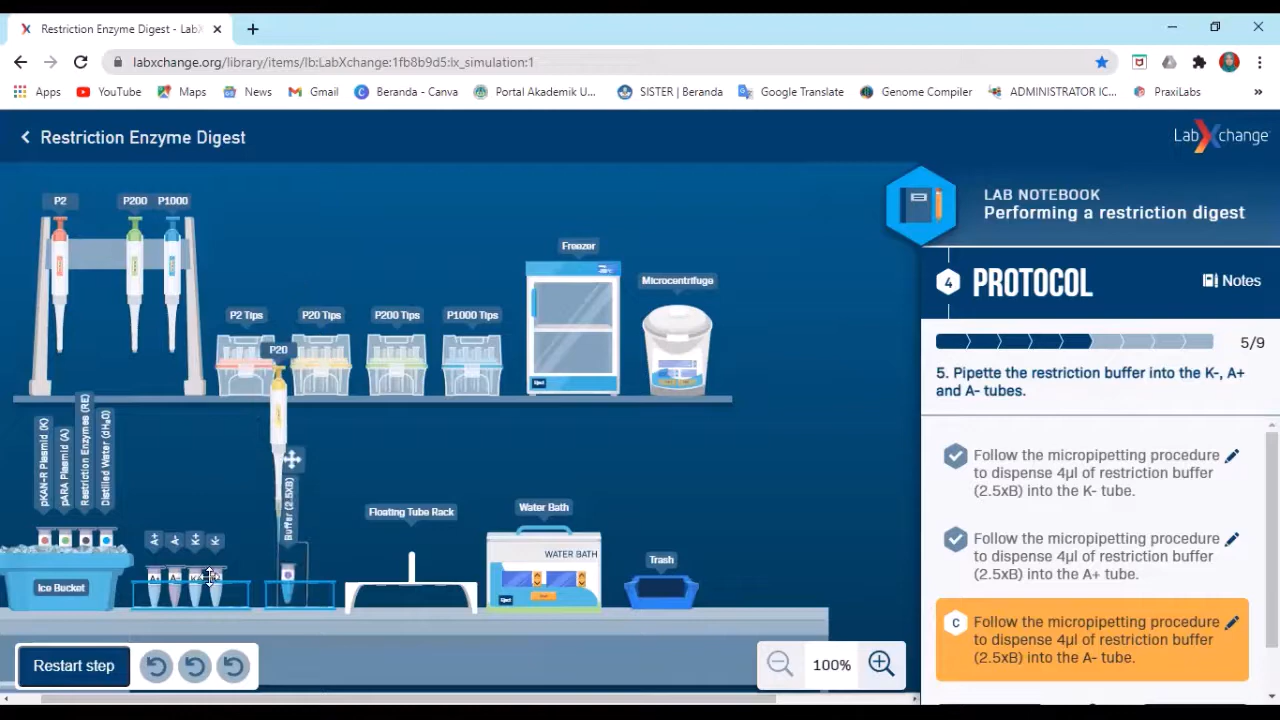 Restriction Enzyme Digest - LabX
labxchange.org/library/items/lb:LabXchange:1fb8b9d5:lx_simulation:1
Apps YouTube Maps News Gmail Beranda - Canva Portal Akademik U... SISTER | Beranda Google Translate Genome Compiler ADMINISTRATOR IC... PraxiLabs »
Restriction Enzyme Digest
LabXchange
LAB NOTEBOOK
Performing a restriction digest
4 PROTOCOL Notes
5/9
5. Pipette the restriction buffer into the K-, A+
and A- tubes.
Follow the micropipetting procedure
to dispense 4µl of restriction buffer
(2.5xB) into the K- tube.
Follow the micropipetting procedure
to dispense 4µl of restriction buffer
(2.5xB) into the A+ tube.
C Follow the micropipetting procedure
to dispense 4µl of restriction buffer
(2.5xB) into the A- tube.
P2 P200 P1000
Freezer
Microcentrifuge
P2 Tips P20 Tips P200 Tips P1000 Tips
P20
Eject
pKAN-R Plasmid (K)
pARA Plasmid (A)
Restriction Enzymes (RE)
Distilled Water (dH₂O)
Buffer (2.5xB)
A+ A- K+ K-
A+ A-
Floating Tube Rack
Water Bath
WATER BATH
Eject
Trash
Ice Bucket
Restart step
100%